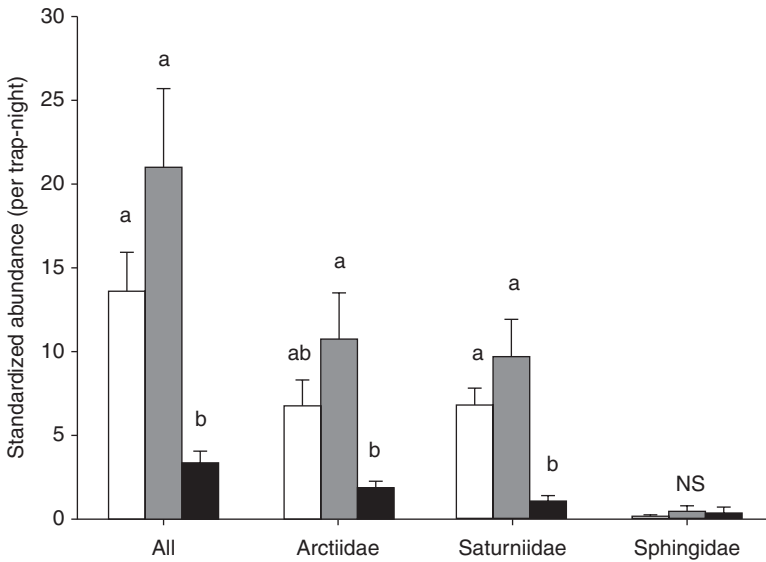 Standardized abundance (per trap-night)
30
25
20
15
10
5
0
a
a
b
ab
a
b
a
a
b
NS
All
Arctiidae
Saturniidae
Sphingidae